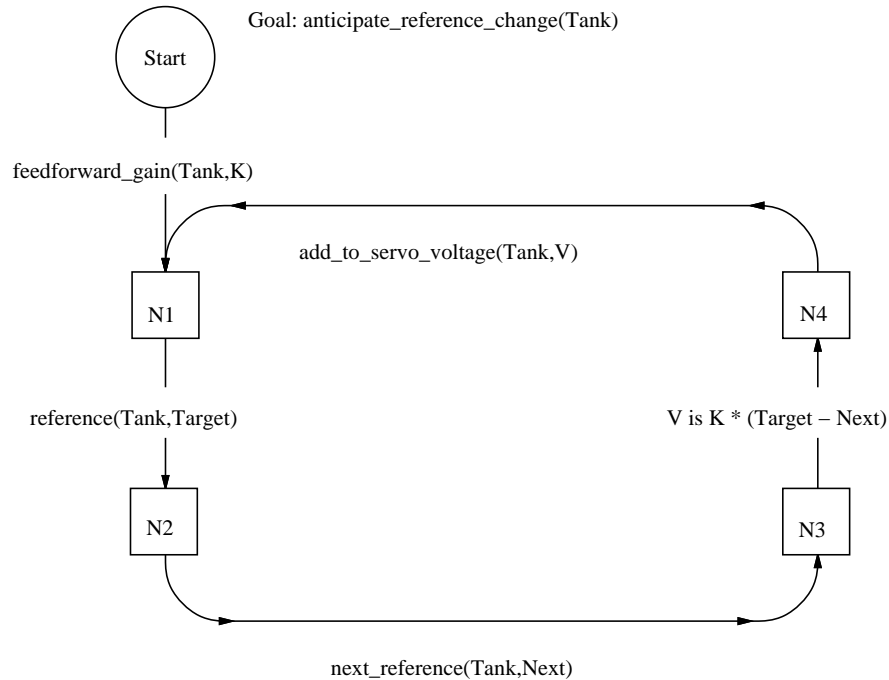 Goal: anticipate_reference_change(Tank)
Start
feedforward_gain(Tank,K)
add_to_servo_voltage(Tank,V)
N1
N4
reference(Tank,Target)
V is K * (Target – Next)
N2
N3
next_reference(Tank,Next)